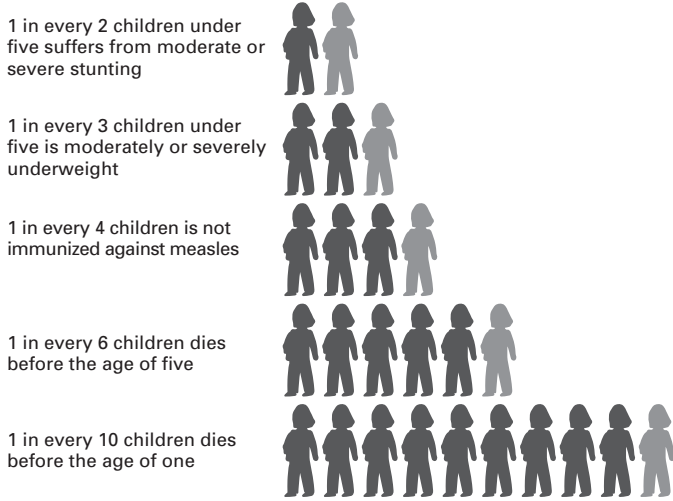 1 in every 2 children under
five suffers from moderate or
severe stunting
1 in every 3 children under
five is moderately or severely
underweight
1 in every 4 children is not
immunized against measles
1 in every 6 children dies
before the age of five
1 in every 10 children dies
before the age of one